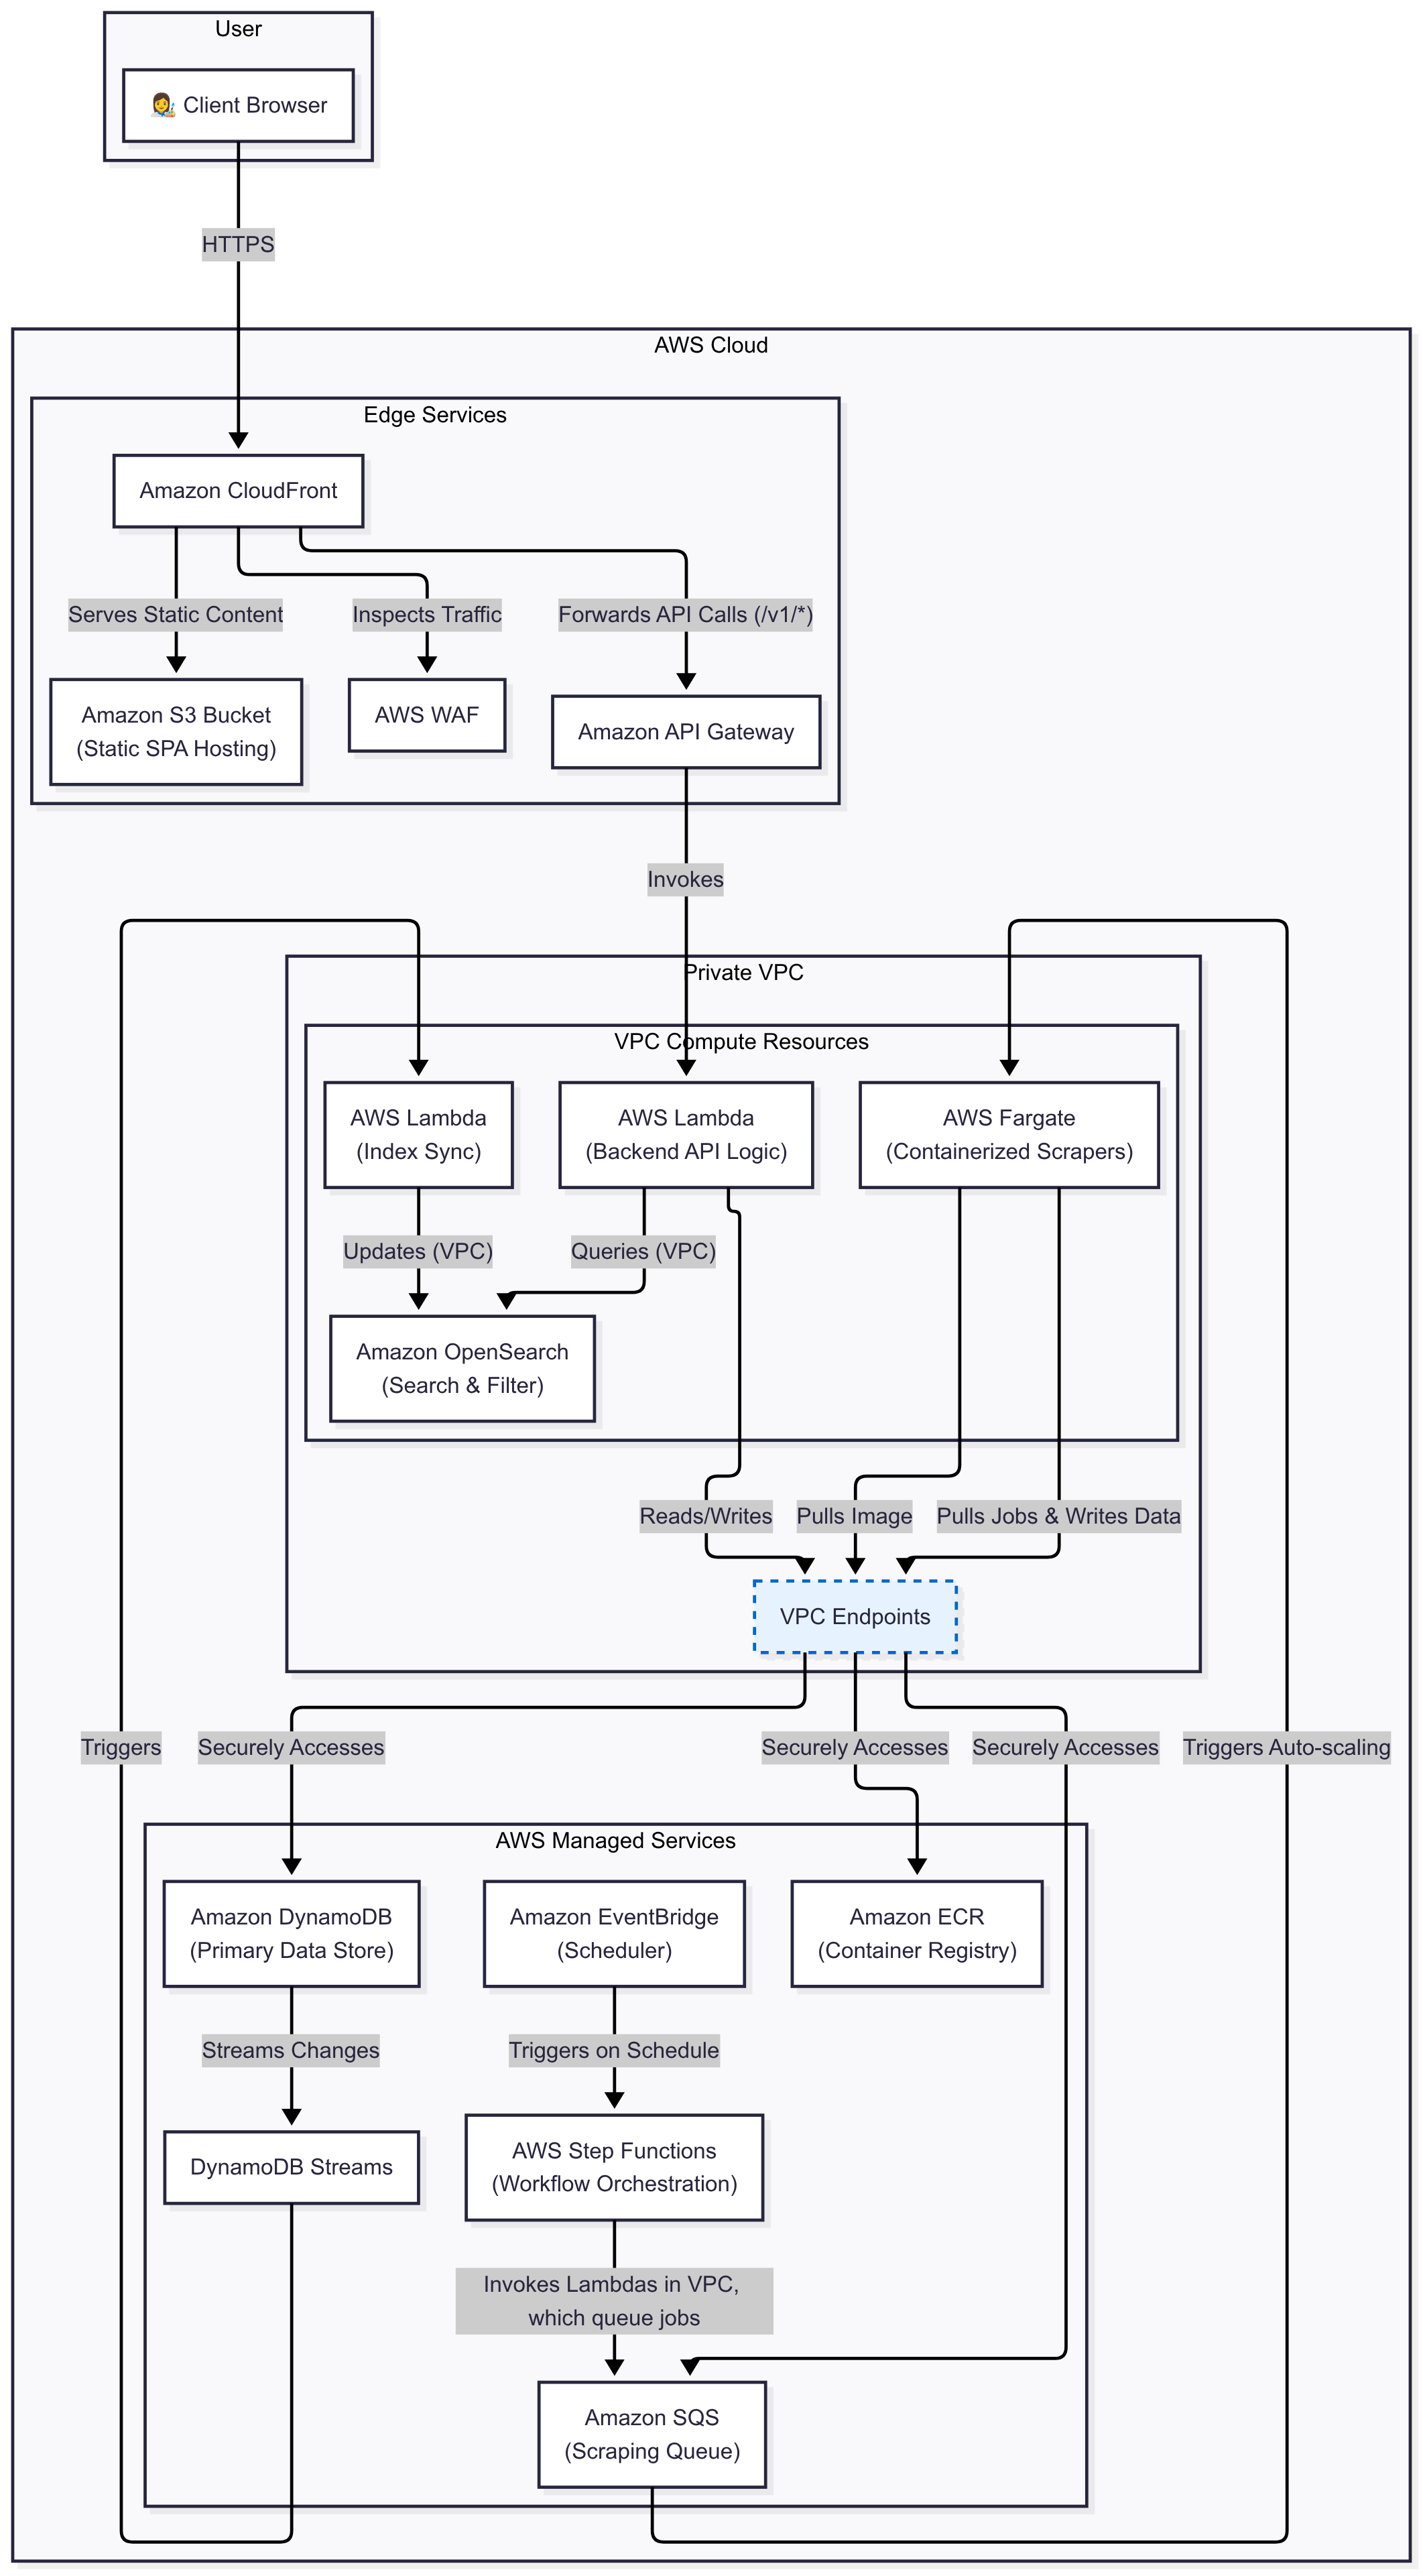 User
👩‍🎨 Client Browser
HTTPS
AWS Cloud
Edge Services
Amazon CloudFront
Serves Static Content
Inspects Traffic
Forwards API Calls (/v1/*)
Amazon S3 Bucket
(Static SPA Hosting)
AWS WAF
Amazon API Gateway
Invokes
Private VPC
VPC Compute Resources
AWS Lambda
(Index Sync)
AWS Lambda
(Backend API Logic)
AWS Fargate
(Containerized Scrapers)
Updates (VPC)
Queries (VPC)
Amazon OpenSearch
(Search & Filter)
Reads/Writes
Pulls Image
Pulls Jobs & Writes Data
VPC Endpoints
Triggers
Securely Accesses
Securely Accesses
Securely Accesses
Triggers Auto-scaling
AWS Managed Services
Amazon DynamoDB
(Primary Data Store)
Amazon EventBridge
(Scheduler)
Amazon ECR
(Container Registry)
Streams Changes
Triggers on Schedule
DynamoDB Streams
AWS Step Functions
(Workflow Orchestration)
Invokes Lambdas in VPC,
which queue jobs
Amazon SQS
(Scraping Queue)